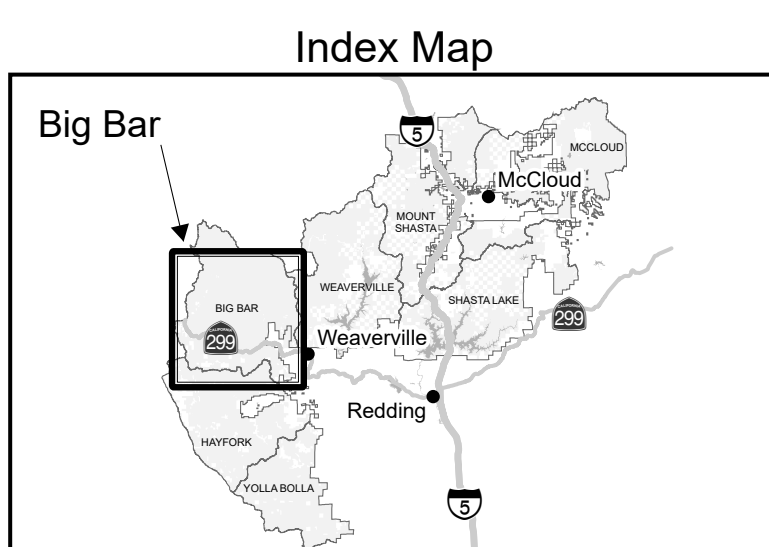 Index Map
Big Bar
5
MCCLOUD
McCloud
MOUNT
SHASTA
WEAVERVILLE
BIG BAR
SHASTA LAKE
CALIFORNIA
299
CALIFORNIA
299
Weaverville
Redding
HAYFORK
YOLLA BOLLA
5